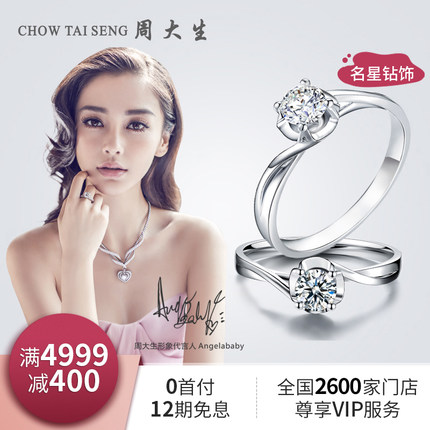 CHOW TAI SENG 周大生
名星钻饰
Angelababy
周大生形象代言人 Angelababy
满4999
减400
0首付
12期免息
全国2600家门店
尊享VIP服务